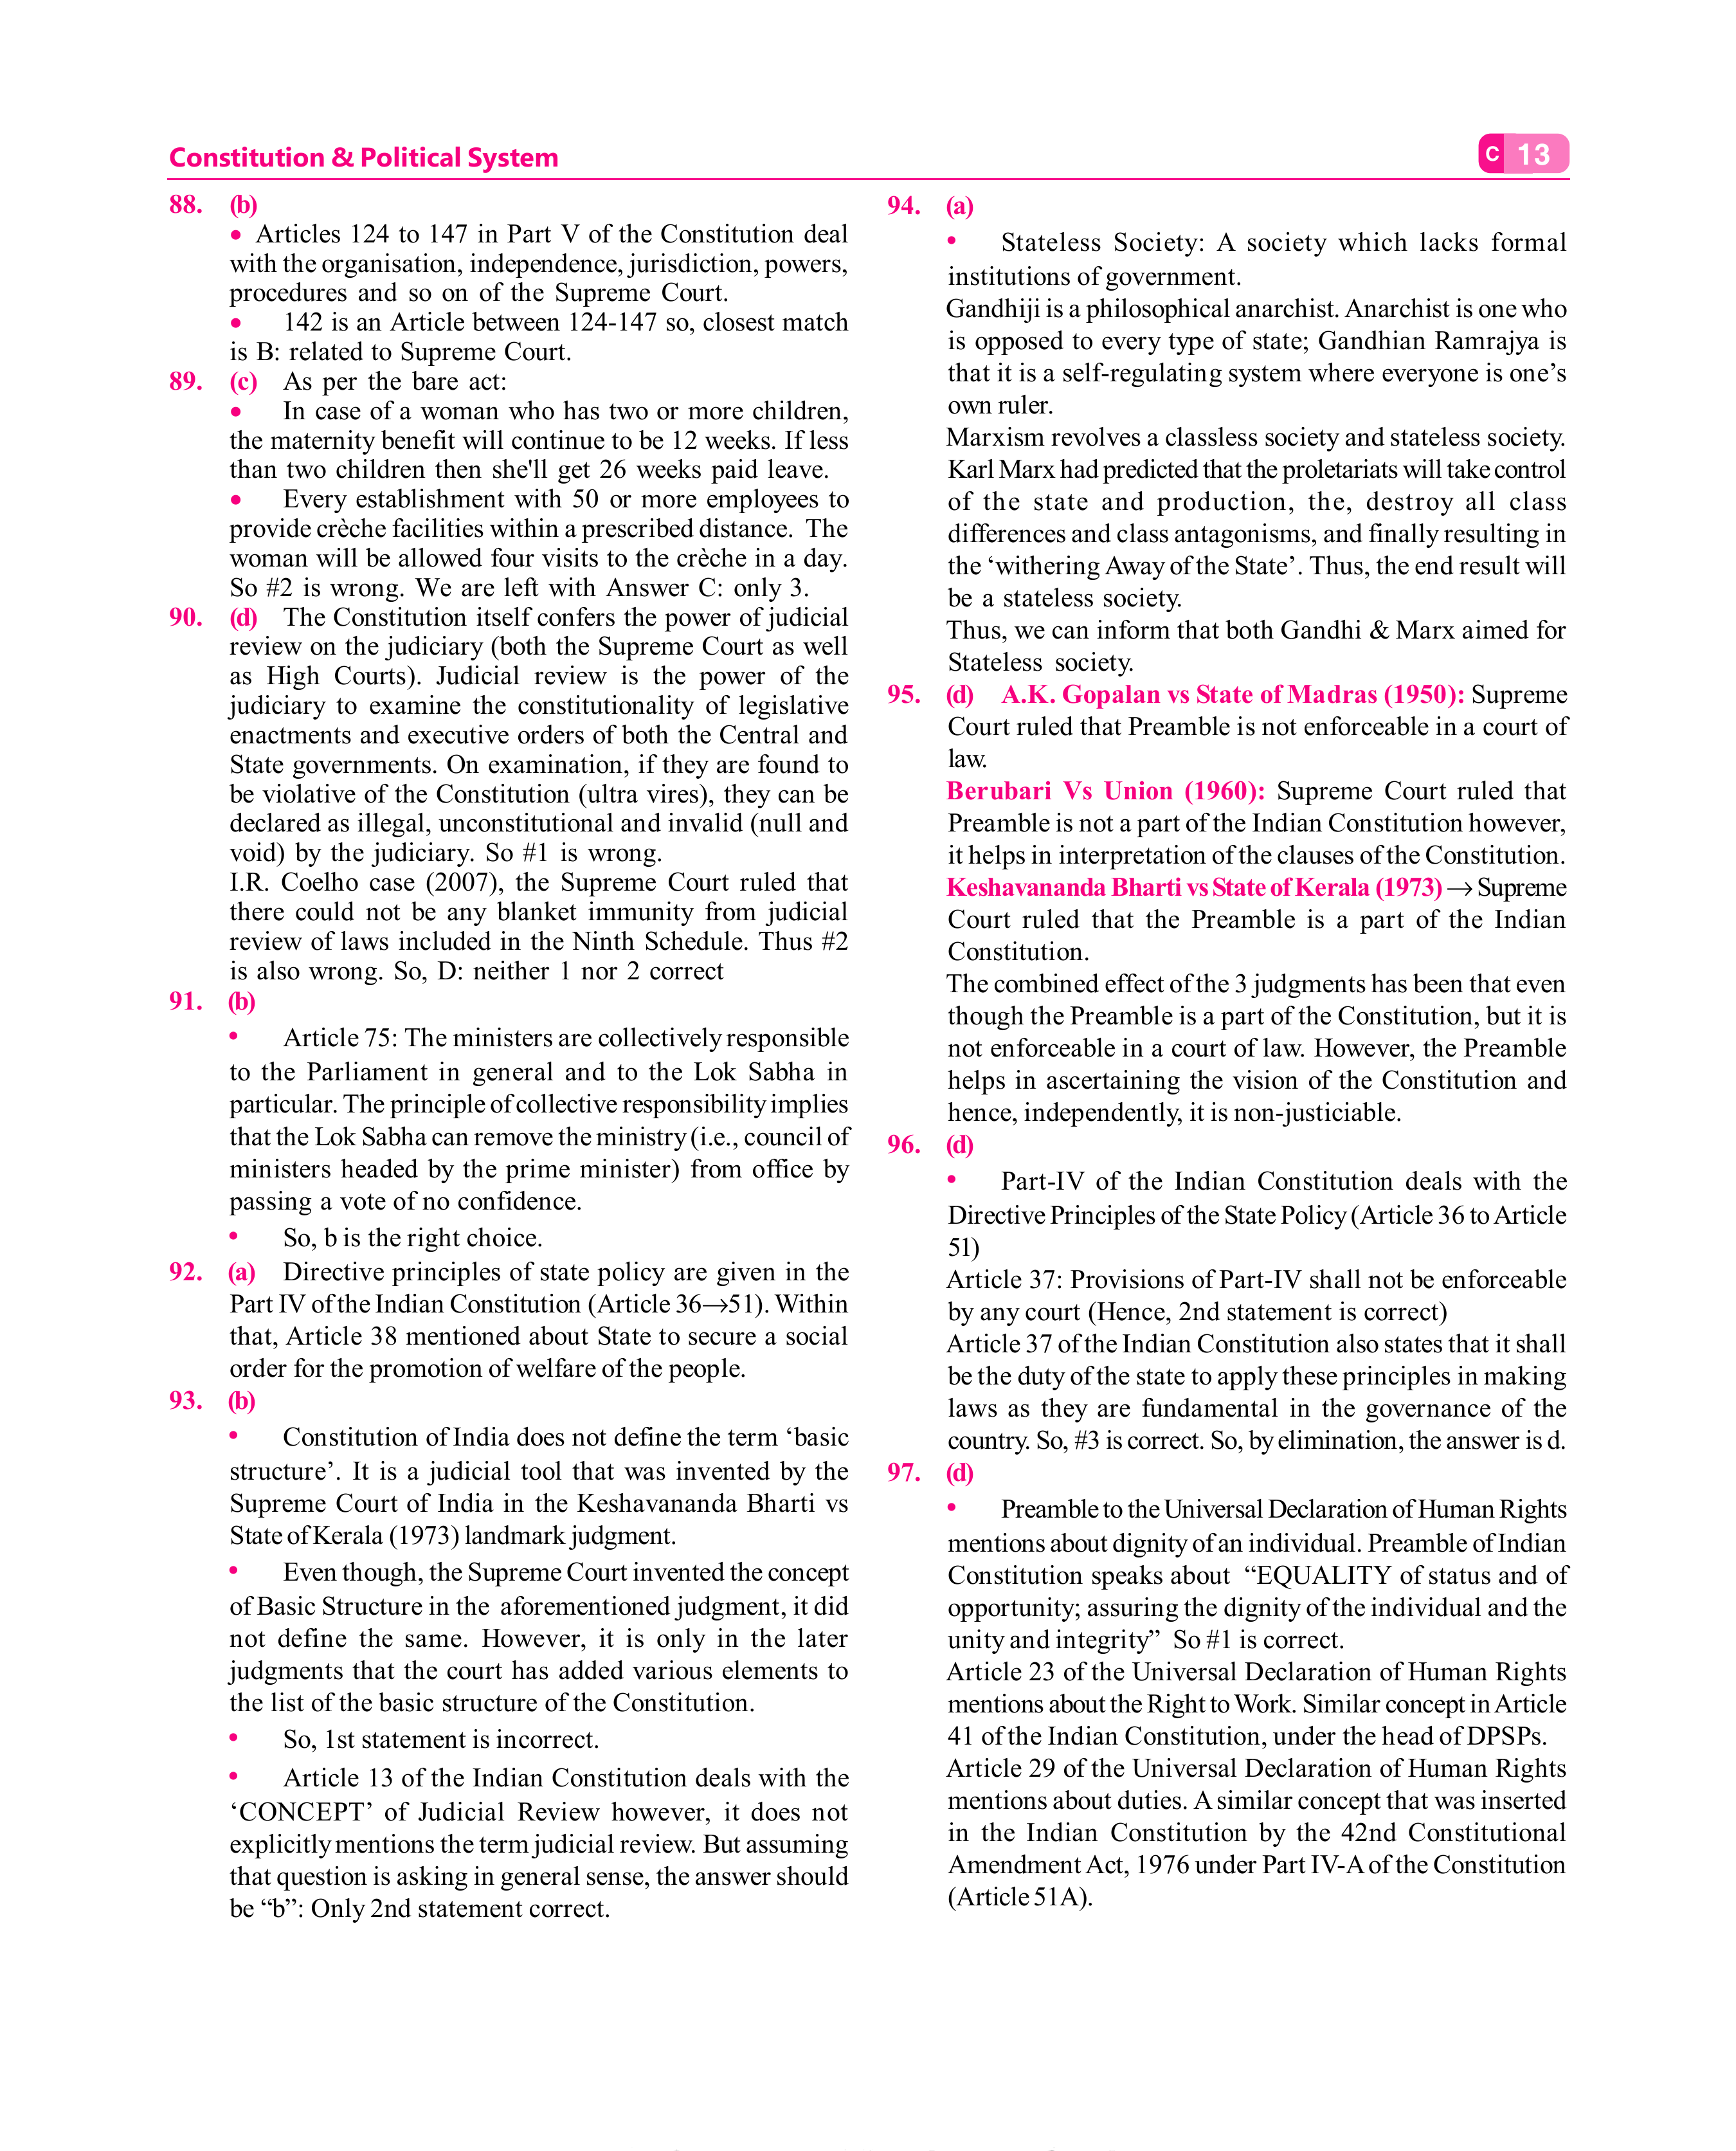 Constitution & Political System
C 13
88. (b)
• Articles 124 to 147 in Part V of the Constitution deal
with the organisation, independence, jurisdiction, powers,
procedures and so on of the Supreme Court.
• 142 is an Article between 124-147 so, closest match
is B: related to Supreme Court.
89. (c) As per the bare act:
• In case of a woman who has two or more children,
the maternity benefit will continue to be 12 weeks. If less
than two children then she'll get 26 weeks paid leave.
• Every establishment with 50 or more employees to
provide crèche facilities within a prescribed distance. The
woman will be allowed four visits to the crèche in a day.
So #2 is wrong. We are left with Answer C: only 3.
90. (d) The Constitution itself confers the power of judicial
review on the judiciary (both the Supreme Court as well
as High Courts). Judicial review is the power of the
judiciary to examine the constitutionality of legislative
enactments and executive orders of both the Central and
State governments. On examination, if they are found to
be violative of the Constitution (ultra vires), they can be
declared as illegal, unconstitutional and invalid (null and
void) by the judiciary. So #1 is wrong.
I.R. Coelho case (2007), the Supreme Court ruled that
there could not be any blanket immunity from judicial
review of laws included in the Ninth Schedule. Thus #2
is also wrong. So, D: neither 1 nor 2 correct
91. (b)
• Article 75: The ministers are collectively responsible
to the Parliament in general and to the Lok Sabha in
particular. The principle of collective responsibility implies
that the Lok Sabha can remove the ministry (i.e., council of
ministers headed by the prime minister) from office by
passing a vote of no confidence.
• So, b is the right choice.
92. (a) Directive principles of state policy are given in the
Part IV of the Indian Constitution (Article 36→51). Within
that, Article 38 mentioned about State to secure a social
order for the promotion of welfare of the people.
93. (b)
• Constitution of India does not define the term ‘basic
structure’. It is a judicial tool that was invented by the
Supreme Court of India in the Keshavananda Bharti vs
State of Kerala (1973) landmark judgment.
• Even though, the Supreme Court invented the concept
of Basic Structure in the aforementioned judgment, it did
not define the same. However, it is only in the later
judgments that the court has added various elements to
the list of the basic structure of the Constitution.
• So, 1st statement is incorrect.
• Article 13 of the Indian Constitution deals with the
‘CONCEPT’ of Judicial Review however, it does not
explicitly mentions the term judicial review. But assuming
that question is asking in general sense, the answer should
be “b”: Only 2nd statement correct.
94. (a)
• Stateless Society: A society which lacks formal
institutions of government.
Gandhiji is a philosophical anarchist. Anarchist is one who
is opposed to every type of state; Gandhian Ramrajya is
that it is a self-regulating system where everyone is one’s
own ruler.
Marxism revolves a classless society and stateless society.
Karl Marx had predicted that the proletariats will take control
of the state and production, the, destroy all class
differences and class antagonisms, and finally resulting in
the ‘withering Away of the State’. Thus, the end result will
be a stateless society.
Thus, we can inform that both Gandhi & Marx aimed for
Stateless society.
95. (d) A.K. Gopalan vs State of Madras (1950): Supreme
Court ruled that Preamble is not enforceable in a court of
law.
Berubari Vs Union (1960): Supreme Court ruled that
Preamble is not a part of the Indian Constitution however,
it helps in interpretation of the clauses of the Constitution.
Keshavananda Bharti vs State of Kerala (1973) → Supreme
Court ruled that the Preamble is a part of the Indian
Constitution.
The combined effect of the 3 judgments has been that even
though the Preamble is a part of the Constitution, but it is
not enforceable in a court of law. However, the Preamble
helps in ascertaining the vision of the Constitution and
hence, independently, it is non-justiciable.
96. (d)
• Part-IV of the Indian Constitution deals with the
Directive Principles of the State Policy (Article 36 to Article
51)
Article 37: Provisions of Part-IV shall not be enforceable
by any court (Hence, 2nd statement is correct)
Article 37 of the Indian Constitution also states that it shall
be the duty of the state to apply these principles in making
laws as they are fundamental in the governance of the
country. So, #3 is correct. So, by elimination, the answer is d.
97. (d)
• Preamble to the Universal Declaration of Human Rights
mentions about dignity of an individual. Preamble of Indian
Constitution speaks about “EQUALITY of status and of
opportunity; assuring the dignity of the individual and the
unity and integrity” So #1 is correct.
Article 23 of the Universal Declaration of Human Rights
mentions about the Right to Work. Similar concept in Article
41 of the Indian Constitution, under the head of DPSPs.
Article 29 of the Universal Declaration of Human Rights
mentions about duties. A similar concept that was inserted
in the Indian Constitution by the 42nd Constitutional
Amendment Act, 1976 under Part IV-A of the Constitution
(Article 51A).